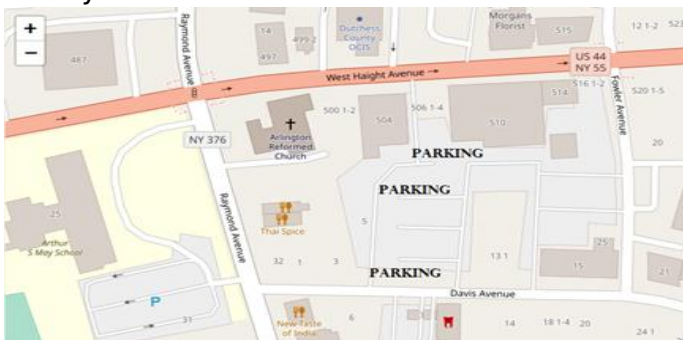 +
−
487
Raymond Avenue
14
497
499-2
Dutchess
County
OCIS
Morgans
Florist
515
12 1-2
523
US 44
NY 55
West Haight Avenue
NY 376
Arlington
Reformed
Church
500 1-2
504
506 1-4
510
514
516 1-2
520 1-5
Fowler Avenue
20
PARKING
PARKING
PARKING
25
Arthur
S May School
Raymond Avenue
Thai Spice
5
32
1
3
13 1
25
15
21
P
31
Davis Avenue
New Taste
of India
6
14
18 1-4
20
24 1